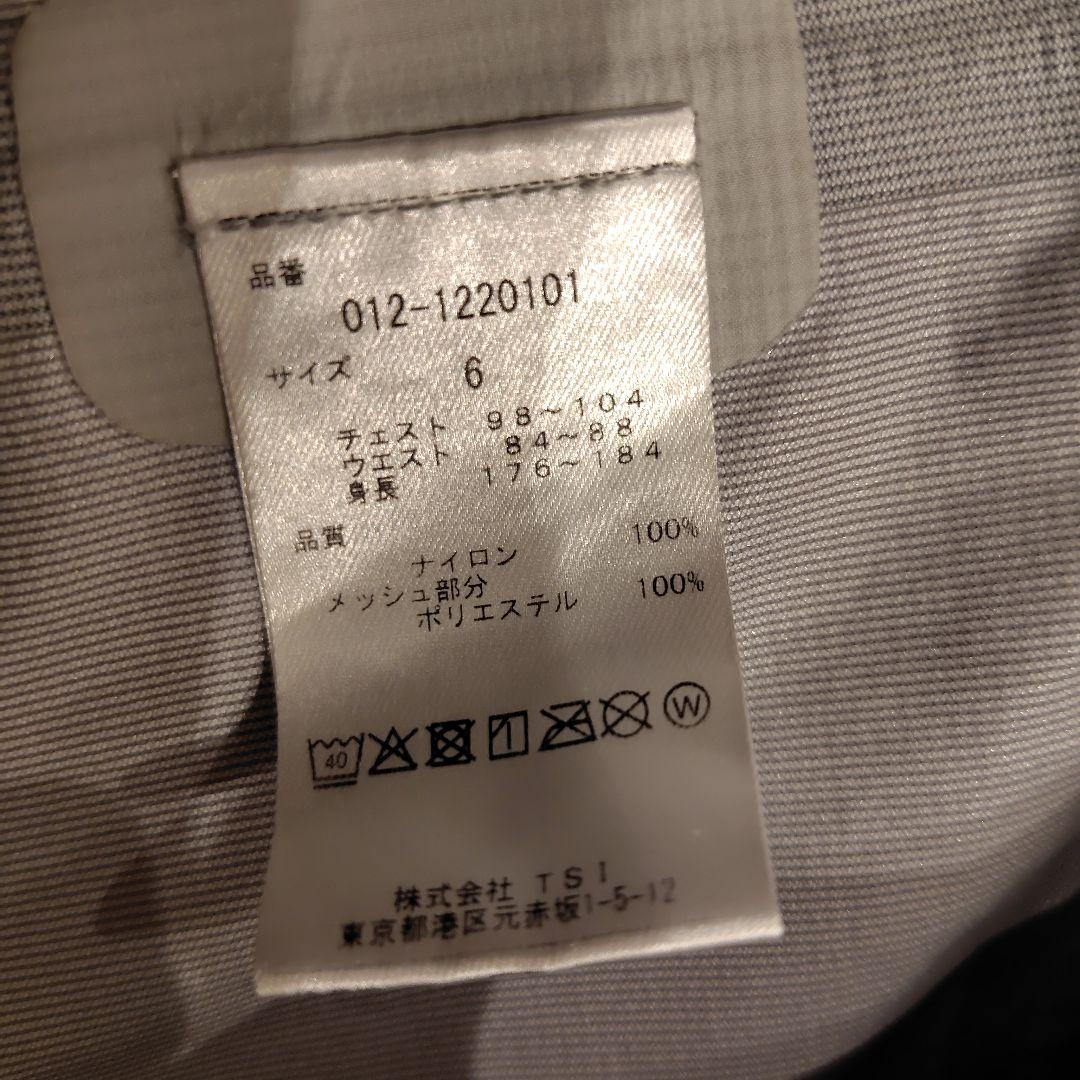 品番
012-1220101
サイズ 6
チェスト 98~104
ウエスト 84~88
身長 176~184
品質
ナイロン 100%
メッシュ部分
ポリエステル 100%
40
W
株式会社 TSI
東京都港区元赤坂1-5-12